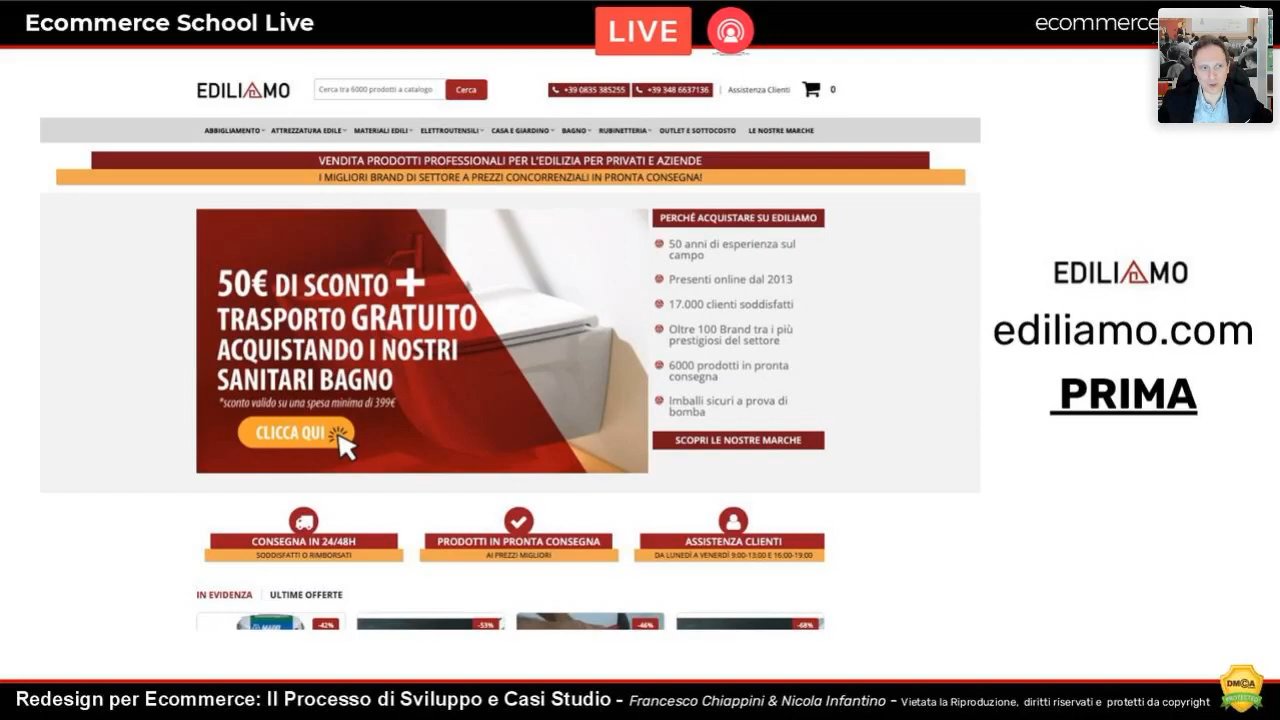 Ecommerce School Live
LIVE
ecommerce
EDILIAMO
Cerca tra 6000 prodotti a catalogo
Cerca
+39 0835 385255
+39 348 6637136
Assistenza Clienti
0
ABBIGLIAMENTO ATTREZZATURA EDILE MATERIALI EDILI ELETTROUTENSILI CASA E GIARDINO BAGNO RUBINETTERIA OUTLET E SOTTOCOSTO LE NOSTRE MARCHE
VENDITA PRODOTTI PROFESSIONALI PER L'EDILIZIA PER PRIVATI E AZIENDE
I MIGLIORI BRAND DI SETTORE A PREZZI CONCORRENZIALI IN PRONTA CONSEGNA!
50€ DI SCONTO +
TRASPORTO GRATUITO
ACQUISTANDO I NOSTRI
SANITARI BAGNO
*sconto valido su una spesa minima di 399€
CLICCA QUI
PERCHÉ ACQUISTARE SU EDILIAMO
50 anni di esperienza sul
campo
Presenti online dal 2013
17.000 clienti soddisfatti
Oltre 100 Brand tra i più
prestigiosi del settore
6000 prodotti in pronta
consegna
Imballi sicuri a prova di
bomba
SCOPRI LE NOSTRE MARCHE
EDILIAMO
ediliamo.com
PRIMA
CONSEGNA IN 24/48H
SODDISFATTI O RIMBORSATI
PRODOTTI IN PRONTA CONSEGNA
AI PREZZI MIGLIORI
ASSISTENZA CLIENTI
DA LUNEDÌ A VENERDÌ 9:00-13:00 E 16:00-19:00
IN EVIDENZA ULTIME OFFERTE
-42%
-53%
-46%
-68%
Redesign per Ecommerce: Il Processo di Sviluppo e Casi Studio - Francesco Chiappini & Nicola Infantino - Vietata la Riproduzione, diritti riservati e protetti da copyright
DMCA
PROTECTED